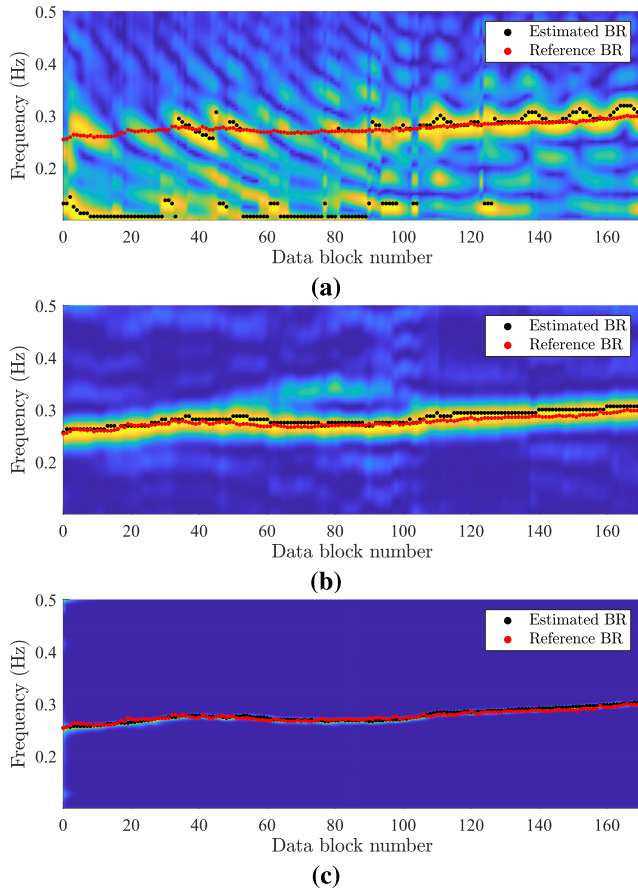 0.5
0.4
0.3
0.2
Frequency (Hz)
Estimated BR
Reference BR
0 20 40 60 80 100 120 140 160
Data block number
(a)
0.5
0.4
0.3
0.2
Frequency (Hz)
Estimated BR
Reference BR
0 20 40 60 80 100 120 140 160
Data block number
(b)
0.5
0.4
0.3
0.2
Frequency (Hz)
Estimated BR
Reference BR
0 20 40 60 80 100 120 140 160
Data block number
(c)